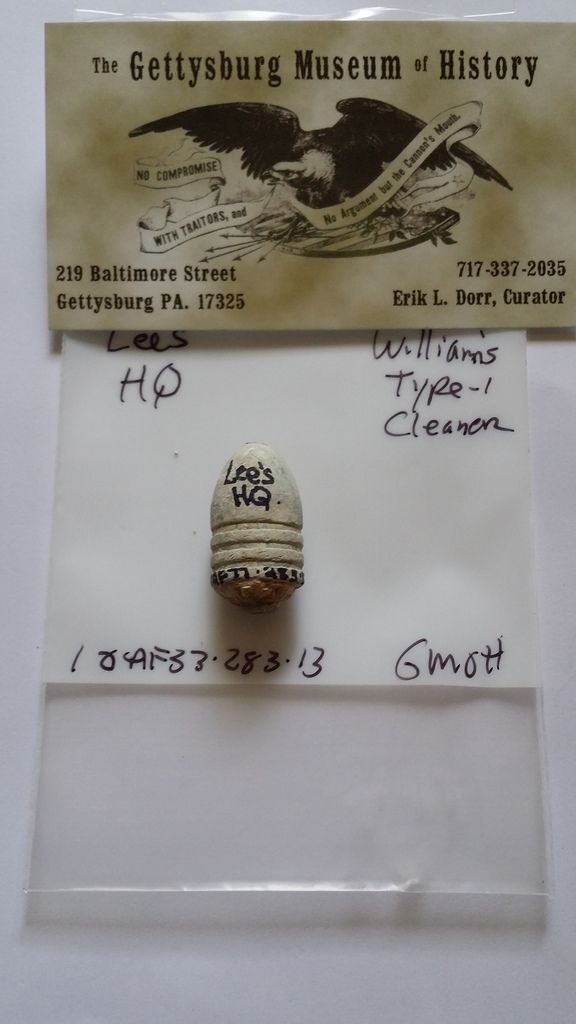 The Gettysburg Museum of History
NO COMPROMISE
WITH TRAITORS, and
No Argument but the Cannon's Mouth.
219 Baltimore Street
Gettysburg PA. 17325
717-337-2035
Erik L. Dorr, Curator
Lees
HQ
Williams
Type-1
Cleaner
Lee's
HQ.
GMOH